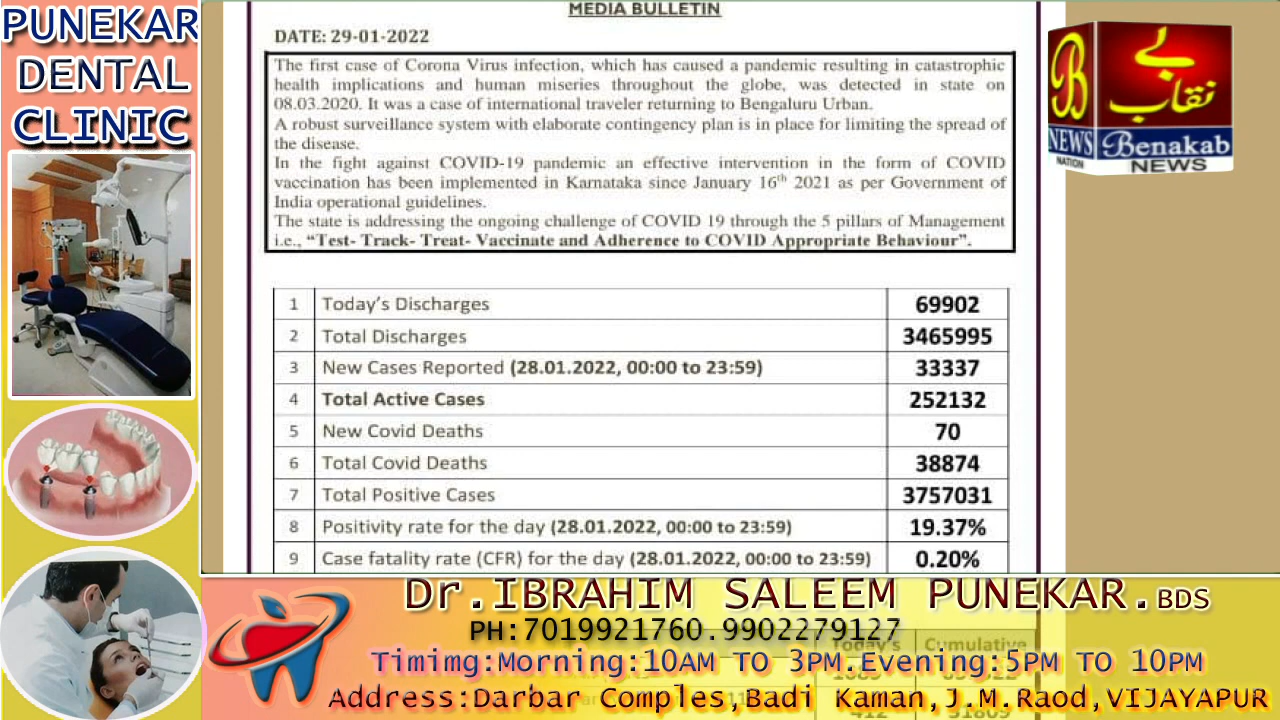 PUNEKAR
DENTAL
CLINIC
MEDIA BULLETIN
DATE: 29-01-2022
The first case of Corona Virus infection, which has caused a pandemic resulting in catastrophic
health implications and human miseries throughout the globe, was detected in state on
08.03.2020. It was a case of international traveler returning to Bengaluru Urban.
A robust surveillance system with elaborate contingency plan is in place for limiting the spread of
the disease.
In the fight against COVID-19 pandemic an effective intervention in the form of COVID
vaccination has been implemented in Karnataka since January 16th 2021 as per Government of
India operational guidelines.
The state is addressing the ongoing challenge of COVID 19 through the 5 pillars of Management
i.e., “Test- Track- Treat- Vaccinate and Adherence to COVID Appropriate Behaviour”.
1 Today’s Discharges 69902
2 Total Discharges 3465995
3 New Cases Reported (28.01.2022, 00:00 to 23:59) 33337
4 Total Active Cases 252132
5 New Covid Deaths 70
6 Total Covid Deaths 38874
7 Total Positive Cases 3757031
8 Positivity rate for the day (28.01.2022, 00:00 to 23:59) 19.37%
9 Case fatality rate (CFR) for the day (28.01.2022, 00:00 to 23:59) 0.20%
B
بے
نقاب
NEWS Benakab
NATION NEWS
Dr.IBRAHIM SALEEM PUNEKAR.BDS
PH:7019921760.9902279127
Today's Cumulative
Timimg:Morning:10AM TO 3PM.Evening:5PM TO 10PM
Address:Darbar Comples,Badi Kaman,J.M.Raod,VIJAYAPUR
412 31809